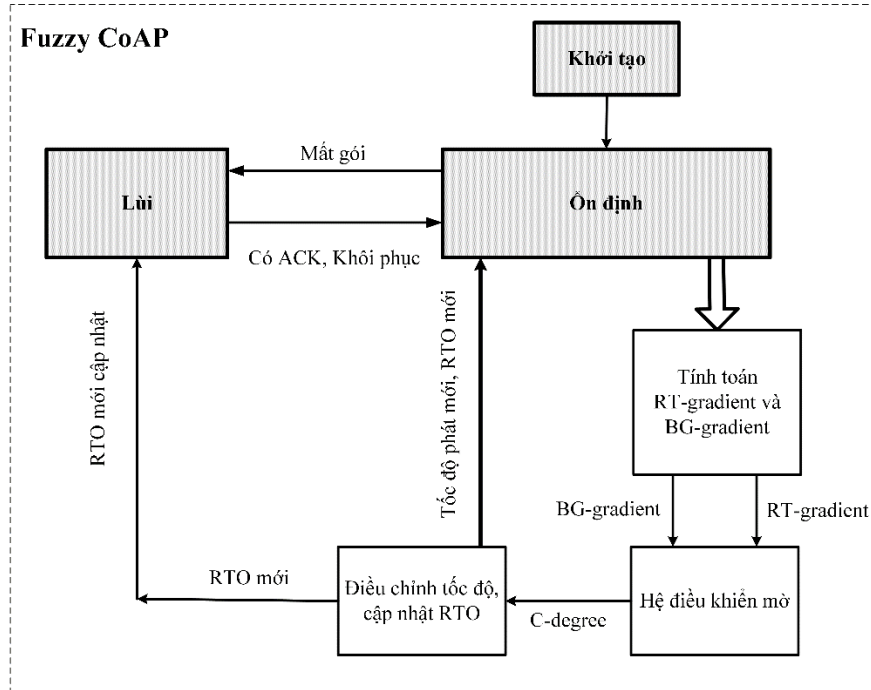 Fuzzy CoAP
Khởi tạo
Mất gói
Lùi
Ổn định
Có ACK, Khôi phục
RTO mới cập nhật
Tốc độ phát mới, RTO mới
Tính toán
RT-gradient và
BG-gradient
BG-gradient
RT-gradient
RTO mới
Điều chỉnh tốc độ,
cập nhật RTO
C-degree
Hệ điều khiển mờ